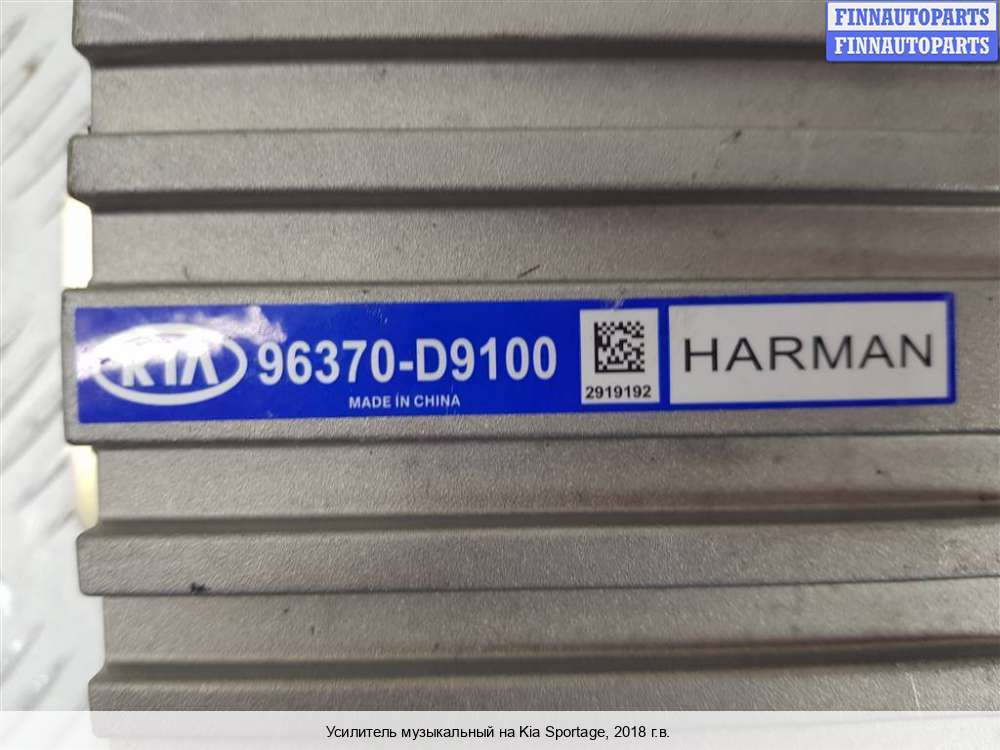 FINNAUTOPARTS
FINNAUTOPARTS
KIA 96370-D9100
MADE IN CHINA
2919192
HARMAN
Усилитель музыкальный на Kia Sportage, 2018 г.в.